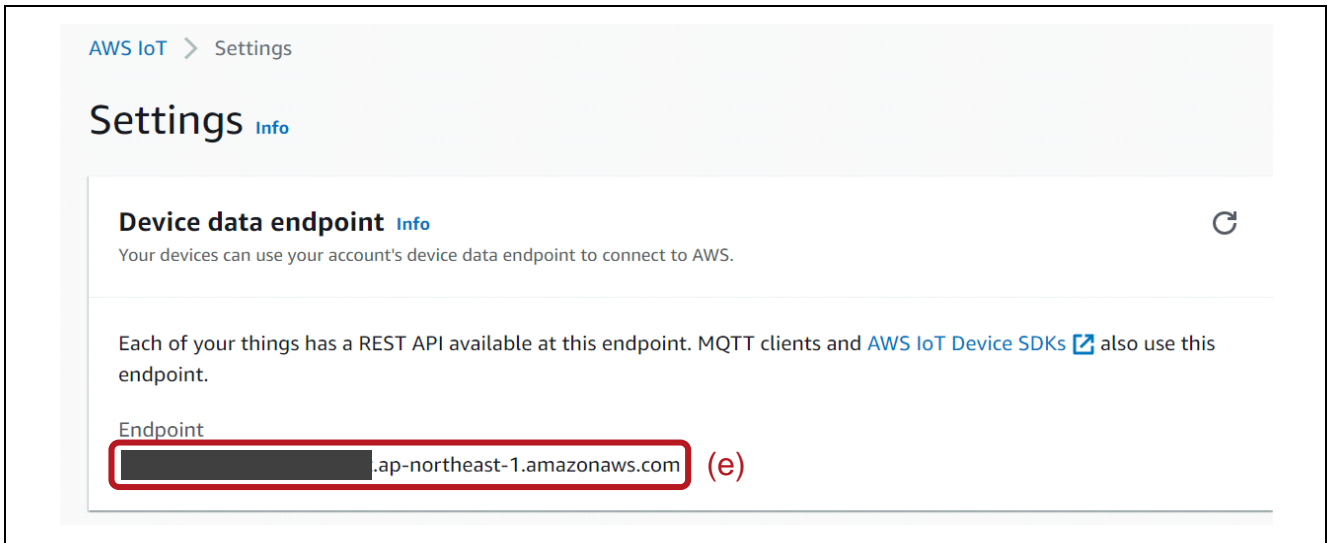 AWS IoT > Settings
Settings Info
Device data endpoint Info
Your devices can use your account's device data endpoint to connect to AWS.
Each of your things has a REST API available at this endpoint. MQTT clients and AWS IoT Device SDKs also use this
endpoint.
Endpoint
.ap-northeast-1.amazonaws.com (e)